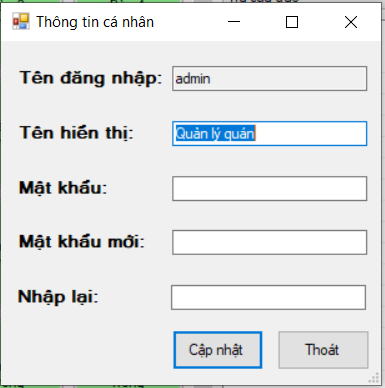 Thông tin cá nhân
Tên đăng nhập: admin
Tên hiển thị: Quản lý quán
Mật khẩu:
Mật khẩu mới:
Nhập lại:
Cập nhật Thoát